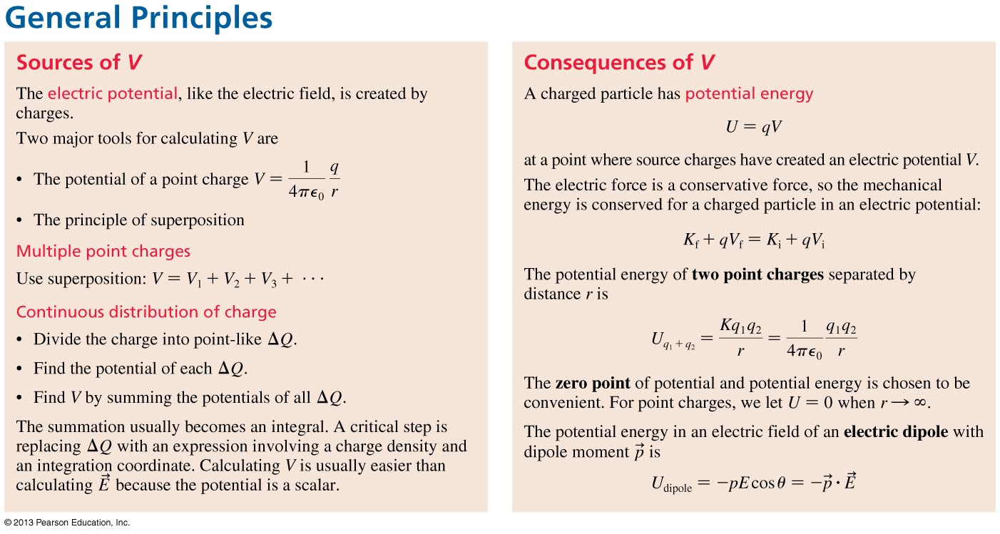 General Principles
Sources of V
The electric potential, like the electric field, is created by
charges.
Two major tools for calculating V are
• The potential of a point charge V = 1/(4πϵ₀) q/r
• The principle of superposition
Multiple point charges
Use superposition: V = V₁ + V₂ + V₃ + ···
Continuous distribution of charge
• Divide the charge into point-like ΔQ.
• Find the potential of each ΔQ.
• Find V by summing the potentials of all ΔQ.
The summation usually becomes an integral. A critical step is
replacing ΔQ with an expression involving a charge density and
an integration coordinate. Calculating V is usually easier than
calculating E⃗ because the potential is a scalar.
Consequences of V
A charged particle has potential energy
U = qV
at a point where source charges have created an electric potential V.
The electric force is a conservative force, so the mechanical
energy is conserved for a charged particle in an electric potential:
K_f + qV_f = K_i + qV_i
The potential energy of two point charges separated by
distance r is
U_{q₁ + q₂} = Kq₁q₂/r = 1/(4πϵ₀) q₁q₂/r
The zero point of potential and potential energy is chosen to be
convenient. For point charges, we let U = 0 when r → ∞.
The potential energy in an electric field of an electric dipole with
dipole moment p⃗ is
U_dipole = −pE cos θ = −p⃗ · E⃗
© 2013 Pearson Education, Inc.